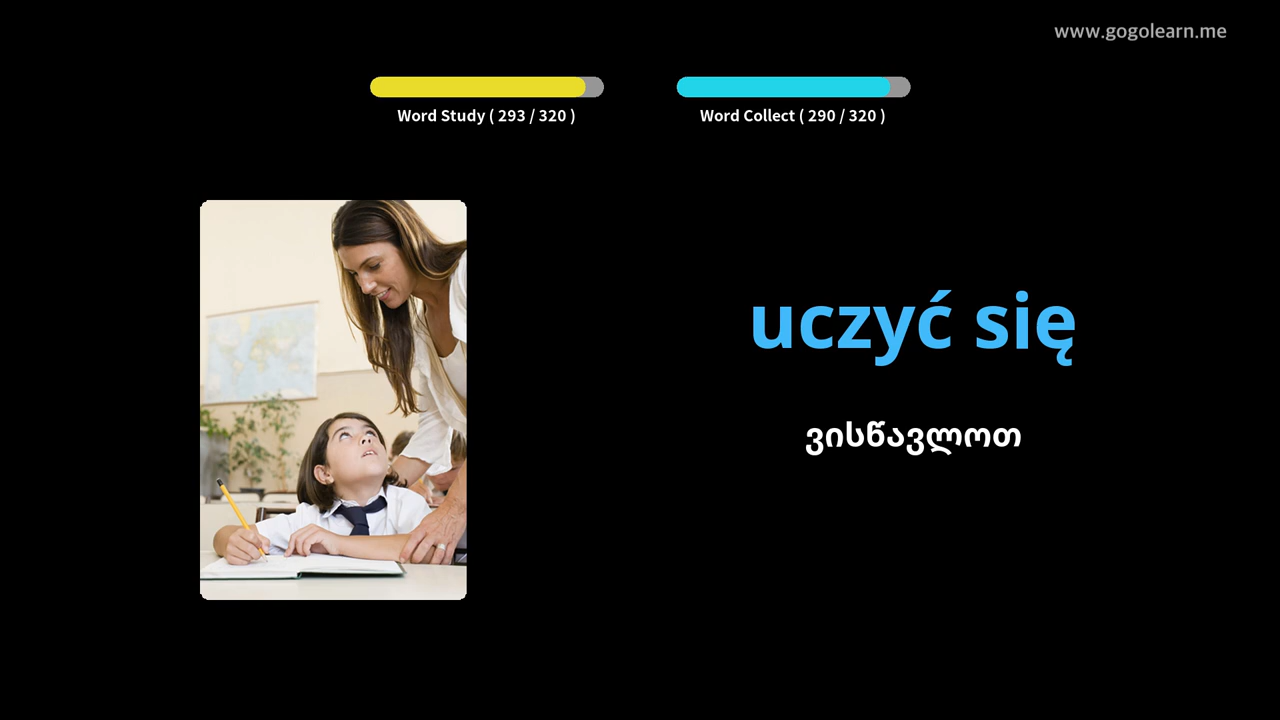 www.gogolearn.me
Word Study ( 293 / 320 )
Word Collect ( 290 / 320 )
uczyć się
ვისწავლოთ